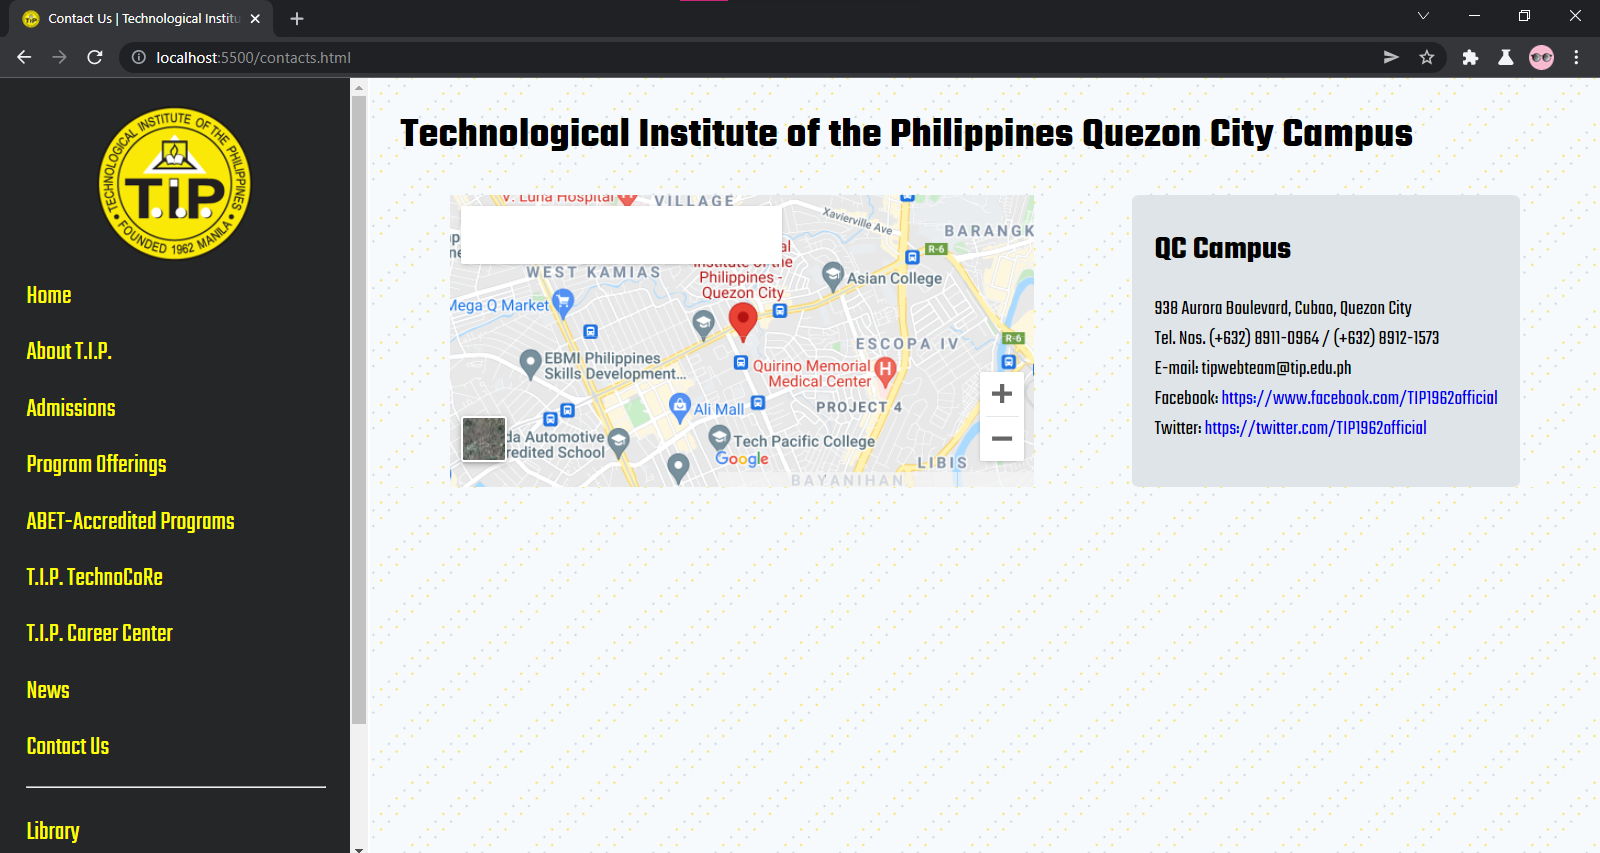 Contact Us | Technological Institu
localhost:5500/contacts.html
TECHNOLOGICAL INSTITUTE OF THE PHILIPPINES
T.I.P.
• FOUNDED 1962 MANILA •
Home
About T.I.P.
Admissions
Program Offerings
ABET-Accredited Programs
T.I.P. TechnoCoRe
T.I.P. Career Center
News
Contact Us
Library
Technological Institute of the Philippines Quezon City Campus
V. Luna Hospital
VILLAGE
Xavierville Ave
BARANGK
R-6
WEST KAMIAS
Institute of the
Philippines -
Quezon City
Asian College
Mega Q Market
ESCOPA IV
R-6
EBMI Philippines
Skills Development...
Quirino Memorial
Medical Center
H
Ali Mall
PROJECT 4
da Automotive
redited School
Tech Pacific College
Google
LIBIS
BAYANIHAN
QC Campus
938 Aurora Boulevard, Cubao, Quezon City
Tel. Nos. (+632) 8911-0964 / (+632) 8912-1573
E-mail: tipwebteam@tip.edu.ph
Facebook: https://www.facebook.com/TIP1962official
Twitter: https://twitter.com/TIP1962official